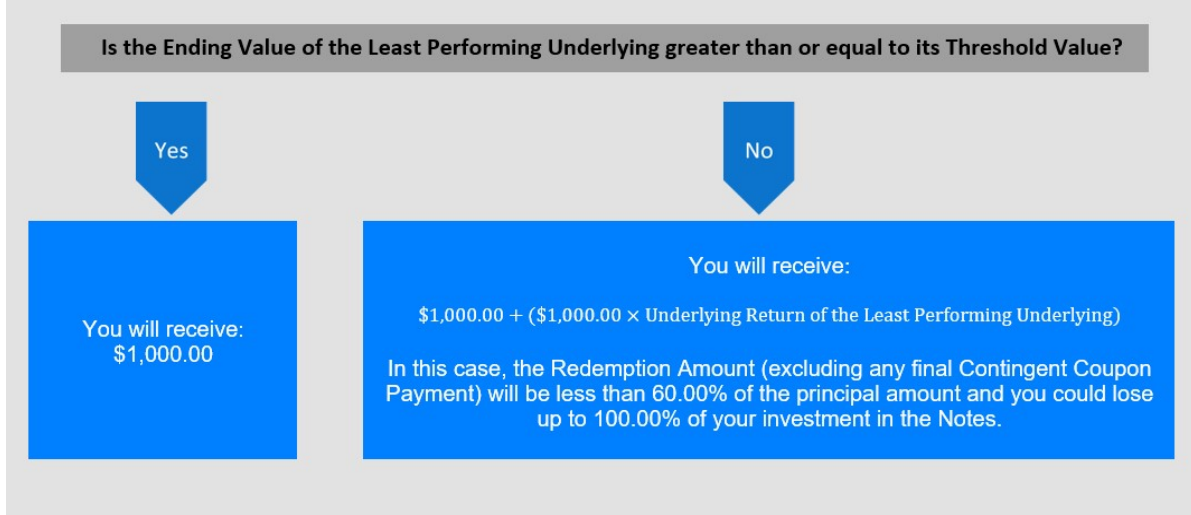 Is the Ending Value of the Least Performing Underlying greater than or equal to its Threshold Value?
Yes
No
You will receive:
$1,000.00
You will receive:
$1,000.00 + ($1,000.00 × Underlying Return of the Least Performing Underlying)
In this case, the Redemption Amount (excluding any final Contingent Coupon
Payment) will be less than 60.00% of the principal amount and you could lose
up to 100.00% of your investment in the Notes.